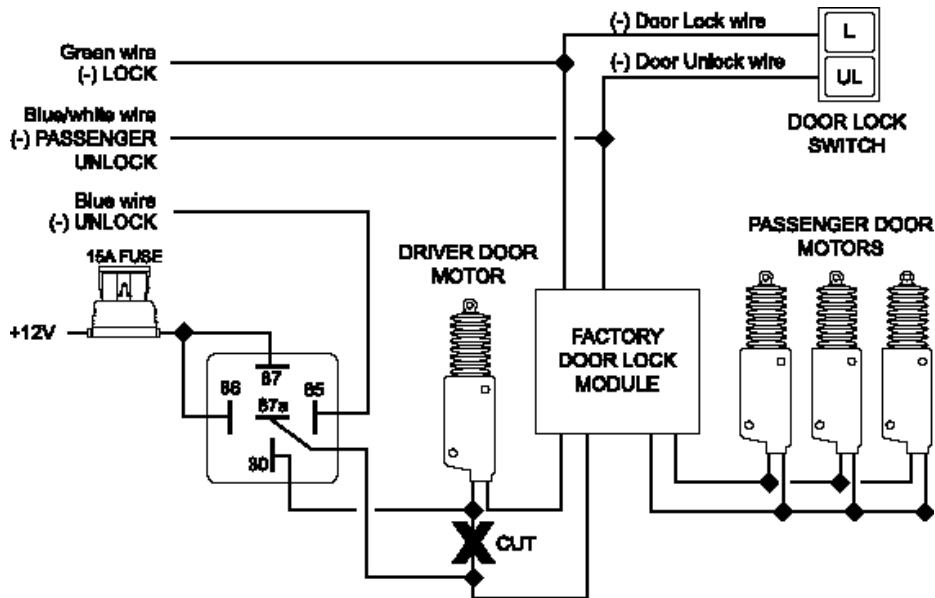 (-) Door Lock wire
L
Green wire
(-) LOCK
(-) Door Unlock wire
UL
Blue/white wire
(-) PASSENGER
UNLOCK
DOOR LOCK
SWITCH
Blue wire
(-) UNLOCK
15A FUSE
+12V
87
86
87a
85
30
DRIVER DOOR
MOTOR
FACTORY
DOOR LOCK
MODULE
PASSENGER DOOR
MOTORS
X CUT